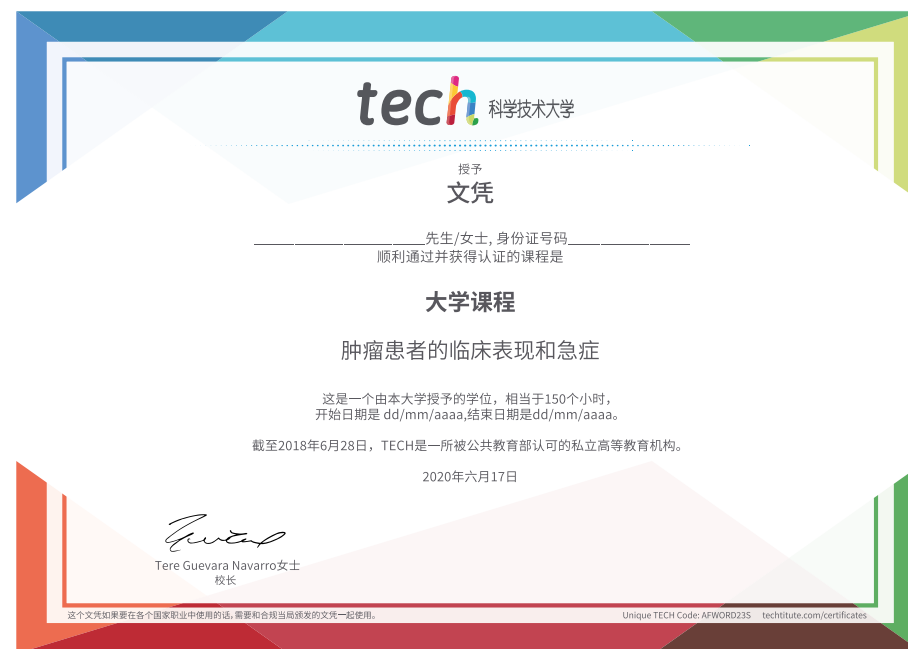 tech 科学技术大学
授予
文凭
________________________先生/女士, 身份证号码_______________
顺利通过并获得认证的课程是
大学课程
肿瘤患者的临床表现和急症
这是一个由本大学授予的学位，相当于150个小时，
开始日期是 dd/mm/aaaa,结束日期是dd/mm/aaaa。
截至2018年6月28日，TECH是一所被公共教育部认可的私立高等教育机构。
2020年六月17日
Tere Guevara Navarro女士
校长
这个文凭如果要在各个国家职业中使用的话,需要和合规当局颁发的文凭一起使用。
Unique TECH Code: AFWORD23S techtitute.com/certificates